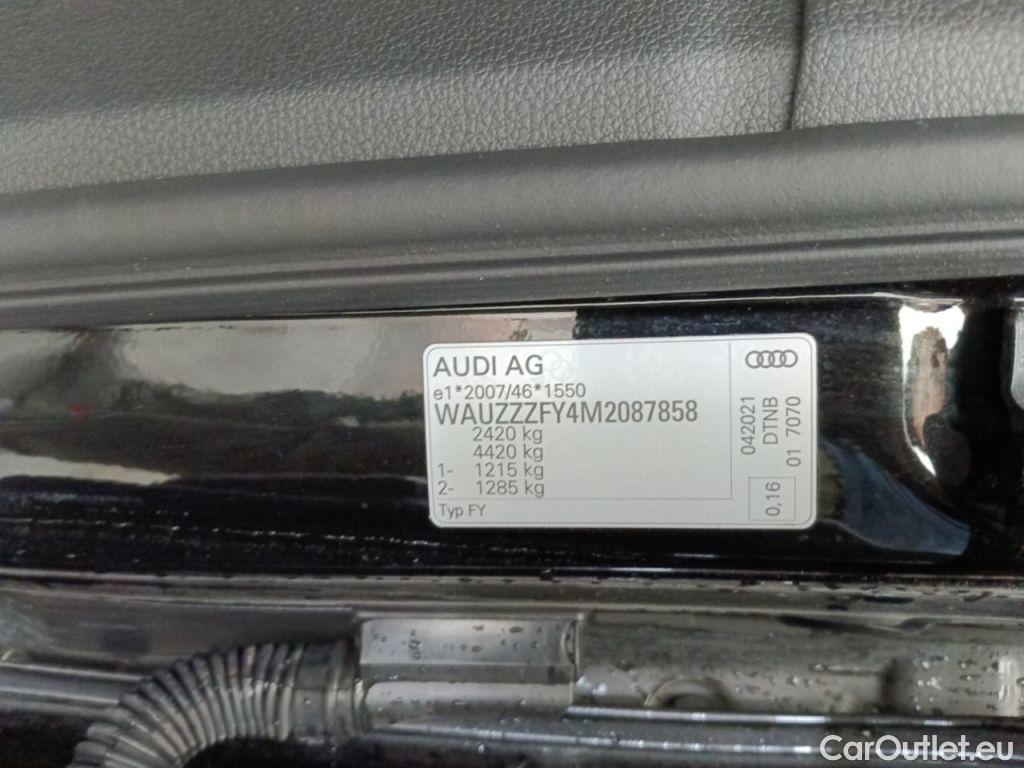 AUDI AG
e1*2007/46*1550
WAUZZZFY4M2087858
2420 kg
4420 kg
1- 1215 kg
2- 1285 kg
Typ FY
042021
DTNB
01 7070
0,16
CarOutlet.eu